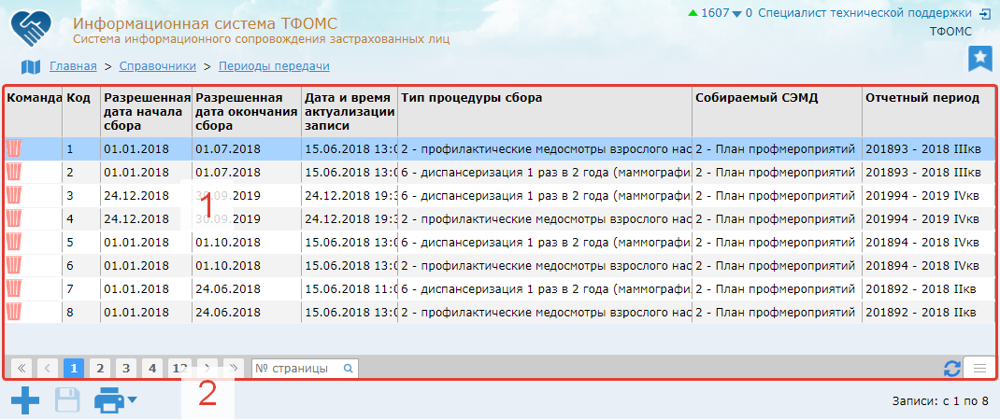 Информационная система ТФОМС
Система информационного сопровождения застрахованных лиц
1607 0 Специалист технической поддержки
ТФОМС
Главная > Справочники > Периоды передачи
Команда Код Разрешенная дата начала сбора Разрешенная дата окончания сбора Дата и время актуализации записи Тип процедуры сбора Собираемый СЭМД Отчетный период
1 01.01.2018 01.07.2018 15.06.2018 13:0 2 - профилактические медосмотры взрослого нас 2 - План профмероприятий 201893 - 2018 IIIкв
2 01.01.2018 01.07.2018 15.06.2018 13:0 6 - диспансеризация 1 раз в 2 года (маммографи 2 - План профмероприятий 201893 - 2018 IIIкв
3 24.12.2018 30.09.2019 24.12.2018 19:3 6 - диспансеризация 1 раз в 2 года (маммографи 2 - План профмероприятий 201994 - 2019 IVкв
1
4 24.12.2018 30.09.2019 24.12.2018 19:3 2 - профилактические медосмотры взрослого нас 2 - План профмероприятий 201994 - 2019 IVкв
5 01.01.2018 01.10.2018 15.06.2018 13:0 6 - диспансеризация 1 раз в 2 года (маммографи 2 - План профмероприятий 201894 - 2018 IVкв
6 01.01.2018 01.10.2018 15.06.2018 13:0 2 - профилактические медосмотры взрослого нас 2 - План профмероприятий 201894 - 2018 IVкв
7 01.01.2018 24.06.2018 15.06.2018 11:0 6 - диспансеризация 1 раз в 2 года (маммографи 2 - План профмероприятий 201892 - 2018 IIкв
8 01.01.2018 24.06.2018 15.06.2018 13:0 2 - профилактические медосмотры взрослого нас 2 - План профмероприятий 201892 - 2018 IIкв
« < 1 2 3 4 12 > » № страницы
2
Записи: с 1 по 8